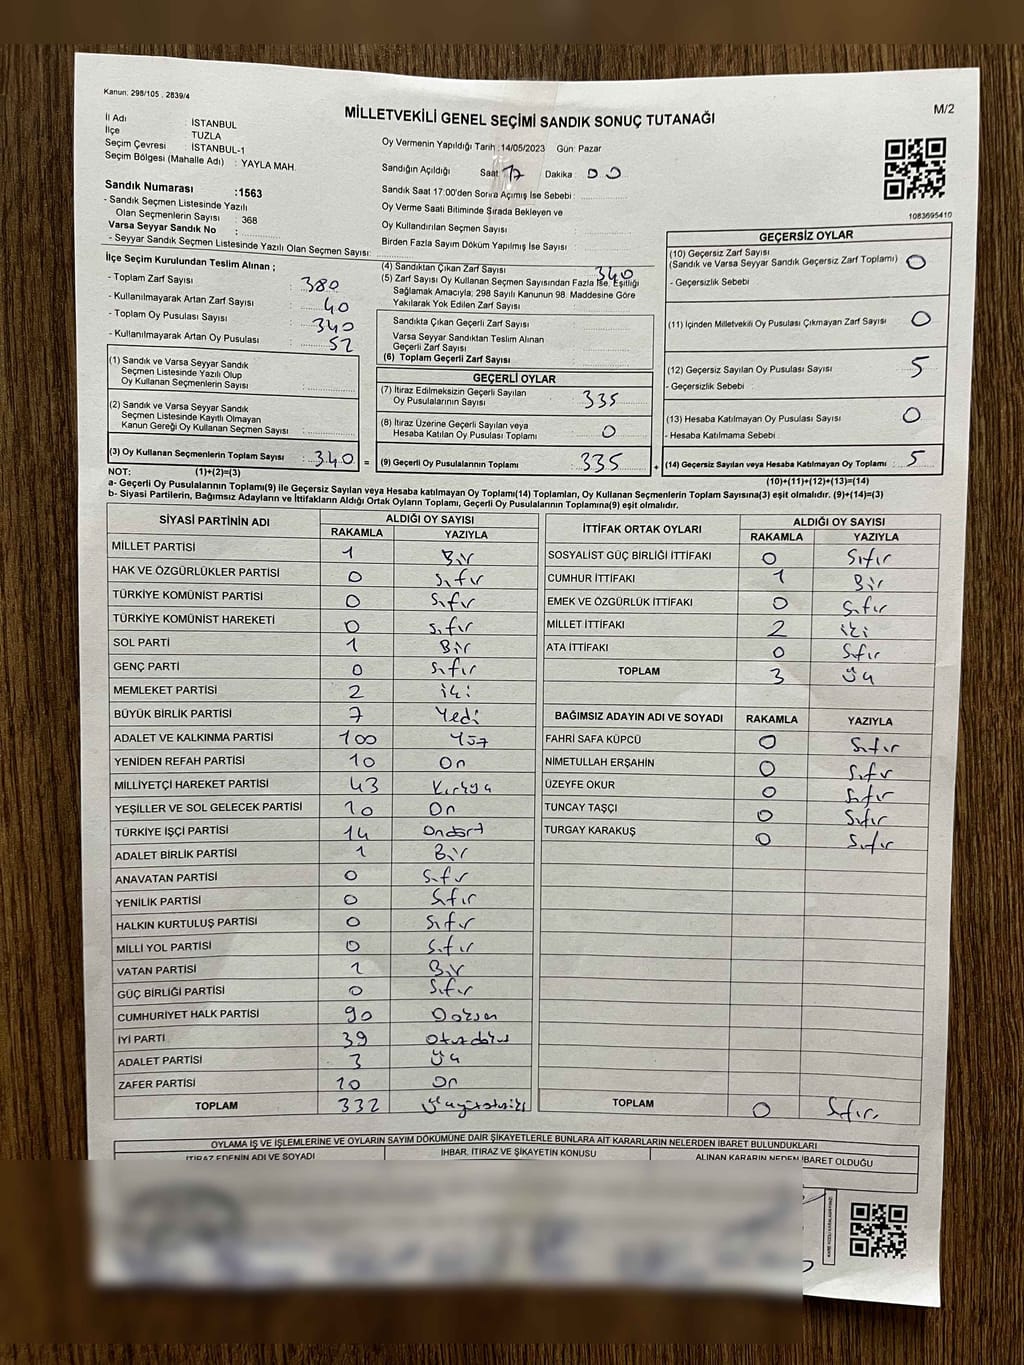 Kanun: 298/105 , 2839/4
M/2
MİLLETVEKİLİ GENEL SEÇİMİ SANDIK SONUÇ TUTANAĞI
İl Adı : İSTANBUL
İlçe TUZLA
Seçim Çevresi : İSTANBUL-1
Seçim Bölgesi (Mahalle Adı) : YAYLA MAH.
Sandık Numarası :1563
- Sandık Seçmen Listesinde Yazılı
Olan Seçmenlerin Sayısı : 368
Varsa Seyyar Sandık No :
- Seyyar Sandık Seçmen Listesinde Yazılı Olan Seçmen Sayısı:
Oy Vermenin Yapıldığı Tarih :14/05/2023 Gün: Pazar
Sandığın Açıldığı Saat 17 Dakika : 00
Sandık Saat 17:00'den Sonra Açımış İse Sebebi :
Oy Verme Saati Bitiminde Sırada Bekleyen ve
Oy Kullandırılan Seçmen Sayısı :
Birden Fazla Sayım Döküm Yapılmış İse Sayısı
1083695410
İlçe Seçim Kurulundan Teslim Alınan ;
- Toplam Zarf Sayısı : 380
- Kullanılmayarak Artan Zarf Sayısı : 40
- Toplam Oy Pusulası Sayısı : 340
- Kullanılmayarak Artan Oy Pusulası : 52
(1) Sandık ve Varsa Seyyar Sandık
Seçmen Listesinde Yazılı Olup
Oy Kullanan Seçmenlerin Sayısı :
(2) Sandık ve Varsa Seyyar Sandık
Seçmen Listesinde Kayıtlı Olmayan
Kanun Gereği Oy Kullanan Seçmen Sayısı :
(3) Oy Kullanan Seçmenlerin Toplam Sayısı : 340 =
(4) Sandıktan Çıkan Zarf Sayısı : 340
(5) Zarf Sayısı Oy Kullanan Seçmen Sayısından Fazla İse; Eşitliği
Sağlamak Amacıyla; 298 Sayılı Kanunun 98. Maddesine Göre
Yakılarak Yok Edilen Zarf Sayısı :
Sandıkta Çıkan Geçerli Zarf Sayısı :
Varsa Seyyar Sandıktan Teslim Alınan
Geçerli Zarf Sayısı :
(6) Toplam Geçerli Zarf Sayısı :
GEÇERLİ OYLAR
(7) İtiraz Edilmeksizin Geçerli Sayılan
Oy Pusulalarının Sayısı : 335
(8) İtiraz Üzerine Geçerli Sayılan veya
Hesaba Katılan Oy Pusulası Toplamı : 0
(9) Geçerli Oy Pusulalarının Toplamı : 335 +
GEÇERSİZ OYLAR
(10) Geçersiz Zarf Sayısı
(Sandık ve Varsa Seyyar Sandık Geçersiz Zarf Toplamı) : 0
- Geçersizlik Sebebi :
(11) İçinden Milletvekili Oy Pusulası Çıkmayan Zarf Sayısı : 0
(12) Geçersiz Sayılan Oy Pusulası Sayısı : 5
- Geçersizlik Sebebi :
(13) Hesaba Katılmayan Oy Pusulası Sayısı : 0
- Hesaba Katılmama Sebebi :
(14) Geçersiz Sayılan veya Hesaba Katılmayan Oy Toplamı : 5
NOT: (1)+(2)=(3)
(10)+(11)+(12)+(13)=(14)
a- Geçerli Oy Pusulalarının Toplamı(9) ile Geçersiz Sayılan veya Hesaba katılmayan Oy Toplamı(14) Toplamları, Oy Kullanan Seçmenlerin Toplam Sayısına(3) eşit olmalıdır. (9)+(14)=(3)
b- Siyasi Partilerin, Bağımsız Adayların ve İttifakların Aldığı Ortak Oyların Toplamı, Geçerli Oy Pusulalarının Toplamına(9) eşit olmalıdır.
SİYASİ PARTİNİN ADI ALDIĞI OY SAYISI
RAKAMLA YAZIYLA
MİLLET PARTİSİ 1 Bir
HAK VE ÖZGÜRLÜKLER PARTİSİ 0 Sıfır
TÜRKİYE KOMÜNİST PARTİSİ 0 Sıfır
TÜRKİYE KOMÜNİST HAREKETİ 0 Sıfır
SOL PARTİ 1 Bir
GENÇ PARTİ 0 Sıfır
MEMLEKET PARTİSİ 2 iki
BÜYÜK BİRLİK PARTİSİ 7 Yedi
ADALET VE KALKINMA PARTİSİ 100 Yüz
YENİDEN REFAH PARTİSİ 10 On
MİLLİYETÇİ HAREKET PARTİSİ 43 Kırküç
YEŞİLLER VE SOL GELECEK PARTİSİ 10 On
TÜRKİYE İŞÇİ PARTİSİ 14 Ondört
ADALET BİRLİK PARTİSİ 1 Bir
ANAVATAN PARTİSİ 0 Sıfır
YENİLİK PARTİSİ 0 Sıfır
HALKIN KURTULUŞ PARTİSİ 0 Sıfır
MİLLİ YOL PARTİSİ 0 Sıfır
VATAN PARTİSİ 1 Bir
GÜÇ BİRLİĞİ PARTİSİ 0 Sıfır
CUMHURİYET HALK PARTİSİ 90 Doksan
İYİ PARTİ 39 Otuzdokuz
ADALET PARTİSİ 3 Üç
ZAFER PARTİSİ 10 On
TOPLAM 332 Üçyüzotuziki
İTTİFAK ORTAK OYLARI ALDIĞI OY SAYISI
RAKAMLA YAZIYLA
SOSYALİST GÜÇ BİRLİĞİ İTTİFAKI 0 Sıfır
CUMHUR İTTİFAKI 1 Bir
EMEK VE ÖZGÜRLÜK İTTİFAKI 0 Sıfır
MİLLET İTTİFAKI 2 iki
ATA İTTİFAKI 0 Sıfır
TOPLAM 3 Üç
BAĞIMSIZ ADAYIN ADI VE SOYADI RAKAMLA YAZIYLA
FAHRİ SAFA KÜPCÜ 0 Sıfır
NİMETULLAH ERŞAHİN 0 Sıfır
ÜZEYFE OKUR 0 Sıfır
TUNCAY TAŞÇI 0 Sıfır
TURGAY KARAKUŞ 0 Sıfır
TOPLAM 0 Sıfır.
OYLAMA İŞ VE İŞLEMLERİNE VE OYLARIN SAYIM DÖKÜMÜNE DAİR ŞİKAYETLERLE BUNLARA AİT KARARLARIN NELERDEN İBARET BULUNDUKLARI
İTİRAZ EDENİN ADI VE SOYADI İHBAR, İTİRAZ VE ŞİKAYETİN KONUSU ALINAN KARARIN NEDEN İBARET OLDUĞU